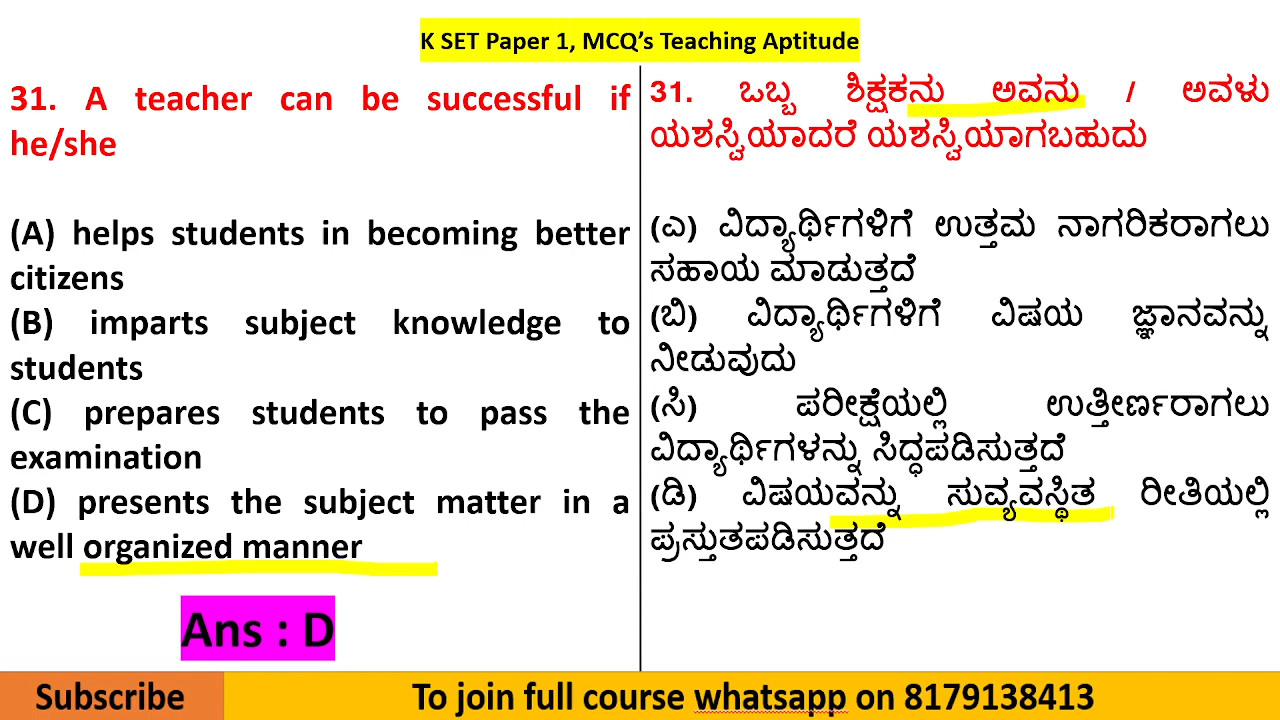 K SET Paper 1, MCQ’s Teaching Aptitude
31. A teacher can be successful if
he/she
(A) helps students in becoming better
citizens
(B) imparts subject knowledge to
students
(C) prepares students to pass the
examination
(D) presents the subject matter in a
well organized manner
Ans : D
31. ಒಬ್ಬ ಶಿಕ್ಷಕನು ಅವನು / ಅವಳು
ಯಶಸ್ವಿಯಾದರೆ ಯಶಸ್ವಿಯಾಗಬಹುದು
(ಎ) ವಿದ್ಯಾರ್ಥಿಗಳಿಗೆ ಉತ್ತಮ ನಾಗರಿಕರಾಗಲು
ಸಹಾಯ ಮಾಡುತ್ತದೆ
(ಬಿ) ವಿದ್ಯಾರ್ಥಿಗಳಿಗೆ ವಿಷಯ ಜ್ಞಾನವನ್ನು
ನೀಡುವುದು
(ಸಿ) ಪರೀಕ್ಷೆಯಲ್ಲಿ ಉತ್ತೀರ್ಣರಾಗಲು
ವಿದ್ಯಾರ್ಥಿಗಳನ್ನು ಸಿದ್ಧಪಡಿಸುತ್ತದೆ
(ಡಿ) ವಿಷಯವನ್ನು ಸುವ್ಯವಸ್ಥಿತ ರೀತಿಯಲ್ಲಿ
ಪ್ರಸ್ತುತಪಡಿಸುತ್ತದೆ
Subscribe
To join full course whatsapp on 8179138413